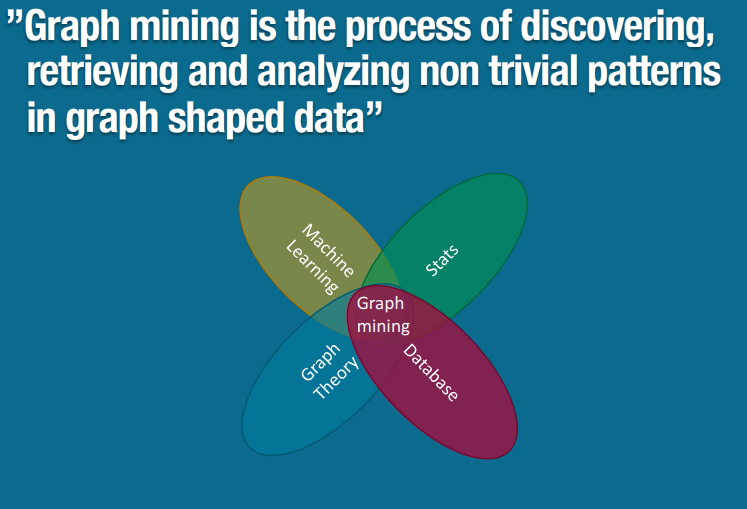 ”Graph mining is the process of discovering,
retrieving and analyzing non trivial patterns
in graph shaped data”
Machine
Learning
Stats
Graph
mining
Graph
Theory
Database